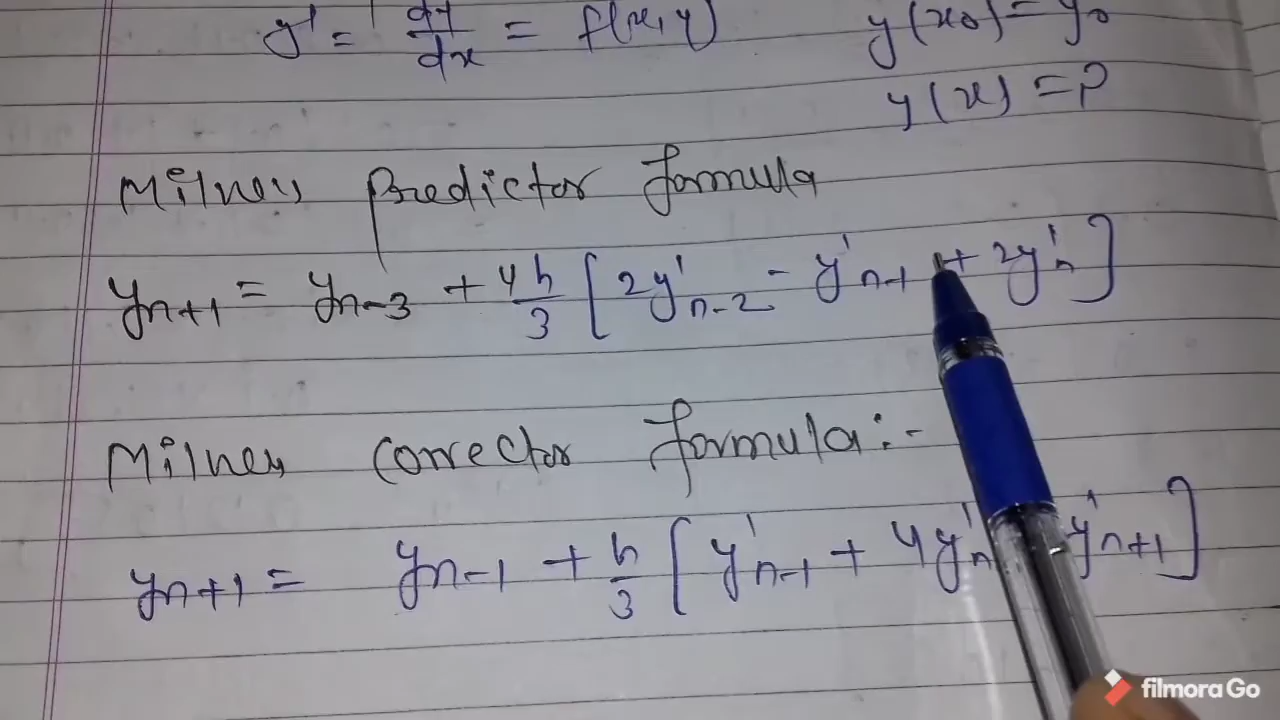 y' = dy/dx = f(x, y) y(x₀) = y₀
y(x) = ?
Milnes Predictor formula
yₙ₊₁ = yₙ₋₃ + 4h/3 [2y'ₙ₋₂ - y'ₙ₋₁ + 2y'ₙ]
Milnes Corrector formula:-
yₙ₊₁ = yₙ₋₁ + h/3 [y'ₙ₋₁ + 4y'ₙ y'ₙ₊₁]
filmora Go